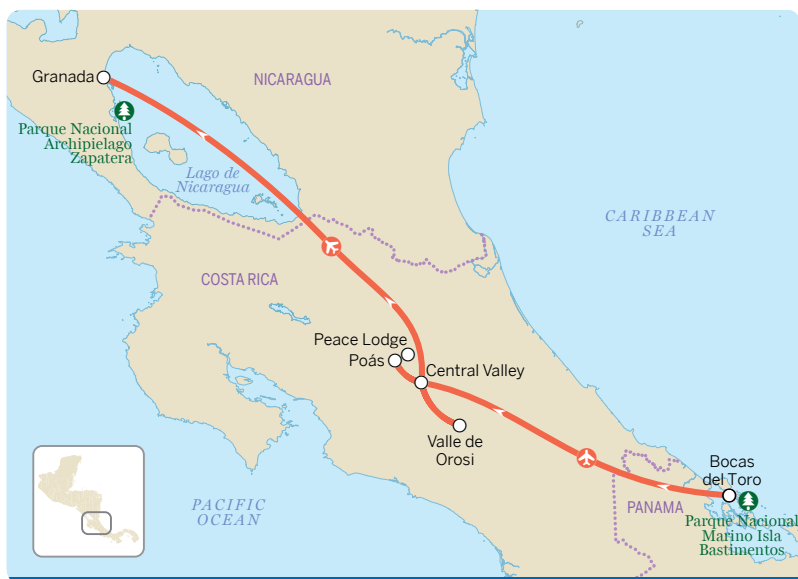 NICARAGUA
Granada
Parque Nacional
Archipielago
Zapatera
Lago de
Nicaragua
CARIBBEAN
SEA
COSTA RICA
Peace Lodge
Poás
Central Valley
Valle de
Orosi
Bocas
del Toro
PANAMA
PACIFIC
OCEAN
Parque Nacional
Marino Isla
Bastimentos